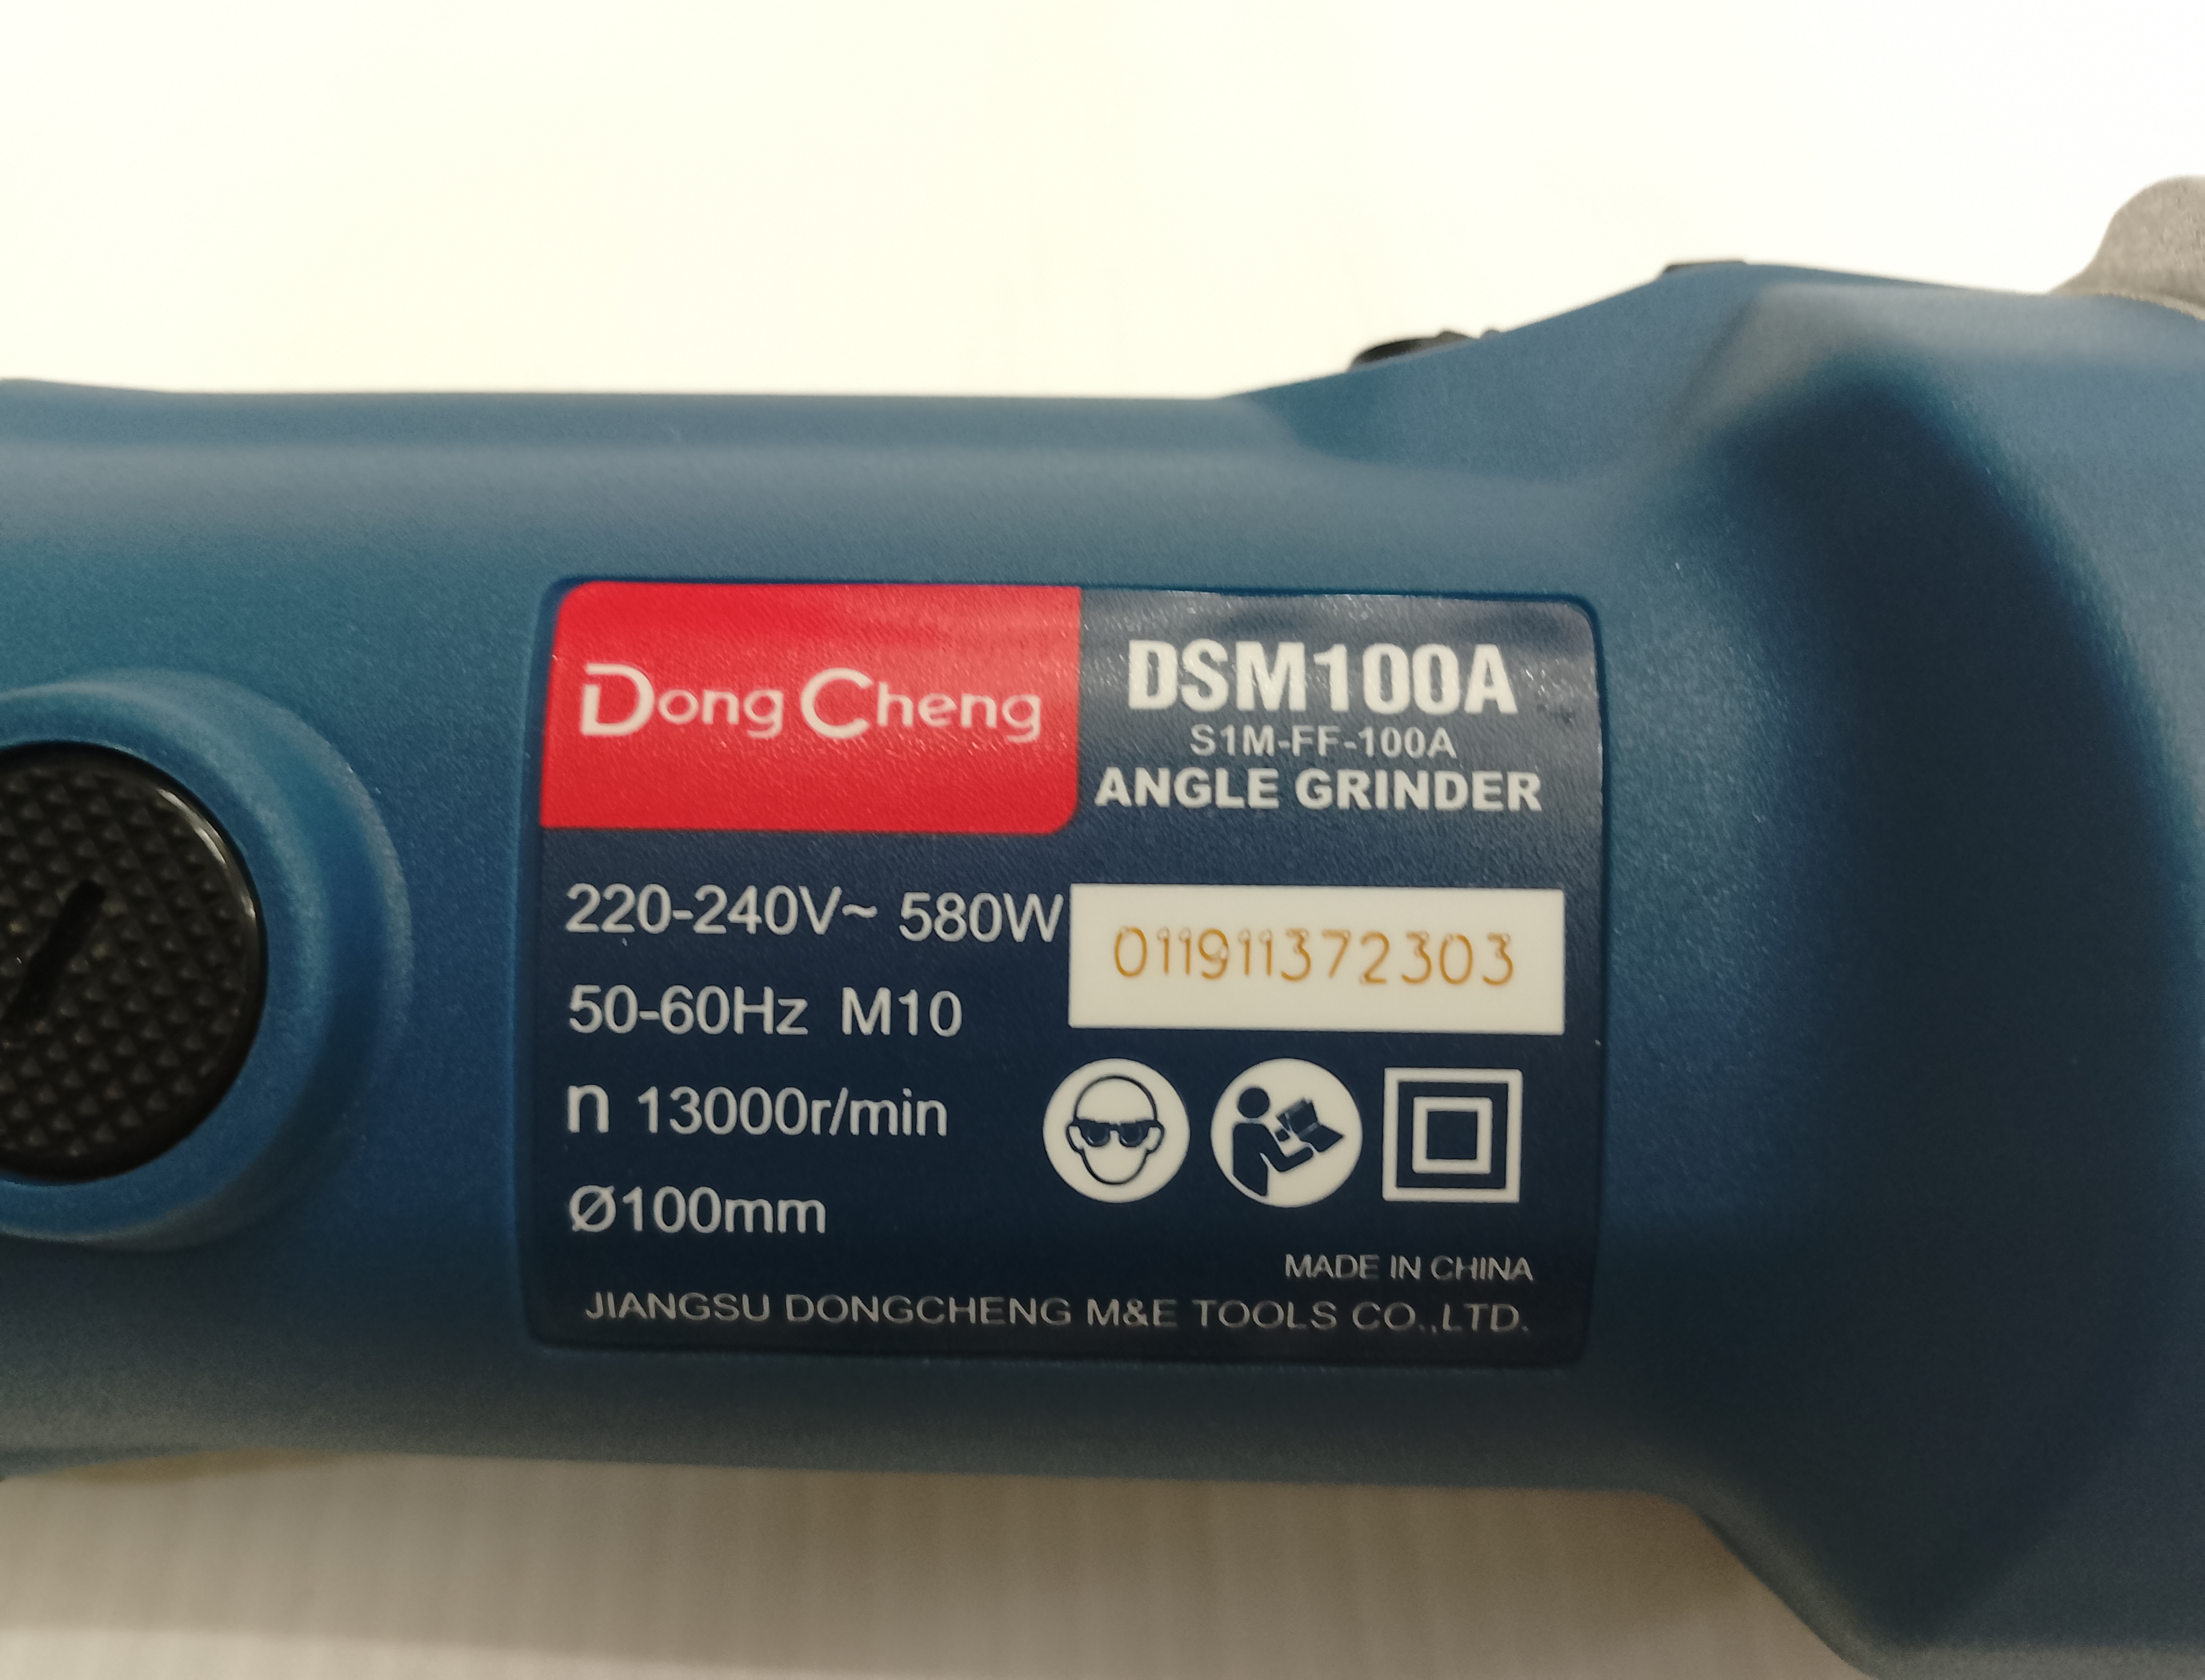 Dong Cheng
DSM100A
S1M-FF-100A
ANGLE GRINDER
220-240V~ 580W
011911372303
50-60Hz M10
n 13000r/min
Ø100mm
MADE IN CHINA
JIANGSU DONGCHENG M&E TOOLS CO.,LTD.